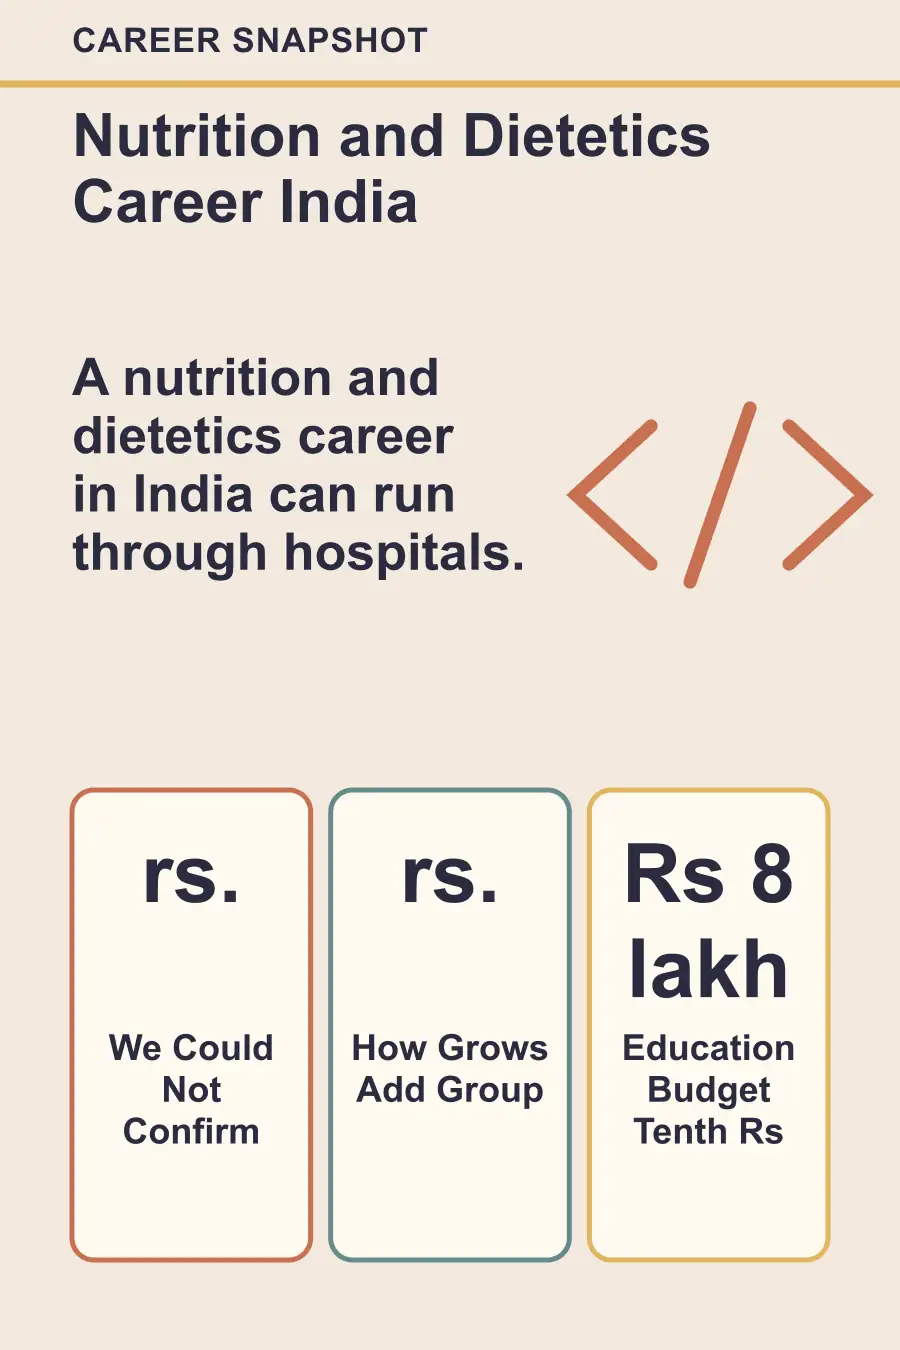 CAREER SNAPSHOT
Nutrition and Dietetics
Career India
A nutrition and
dietetics career
in India can run
through hospitals.
rs.
We Could
Not
Confirm
rs.
How Grows
Add Group
Rs 8
lakh
Education
Budget
Tenth Rs